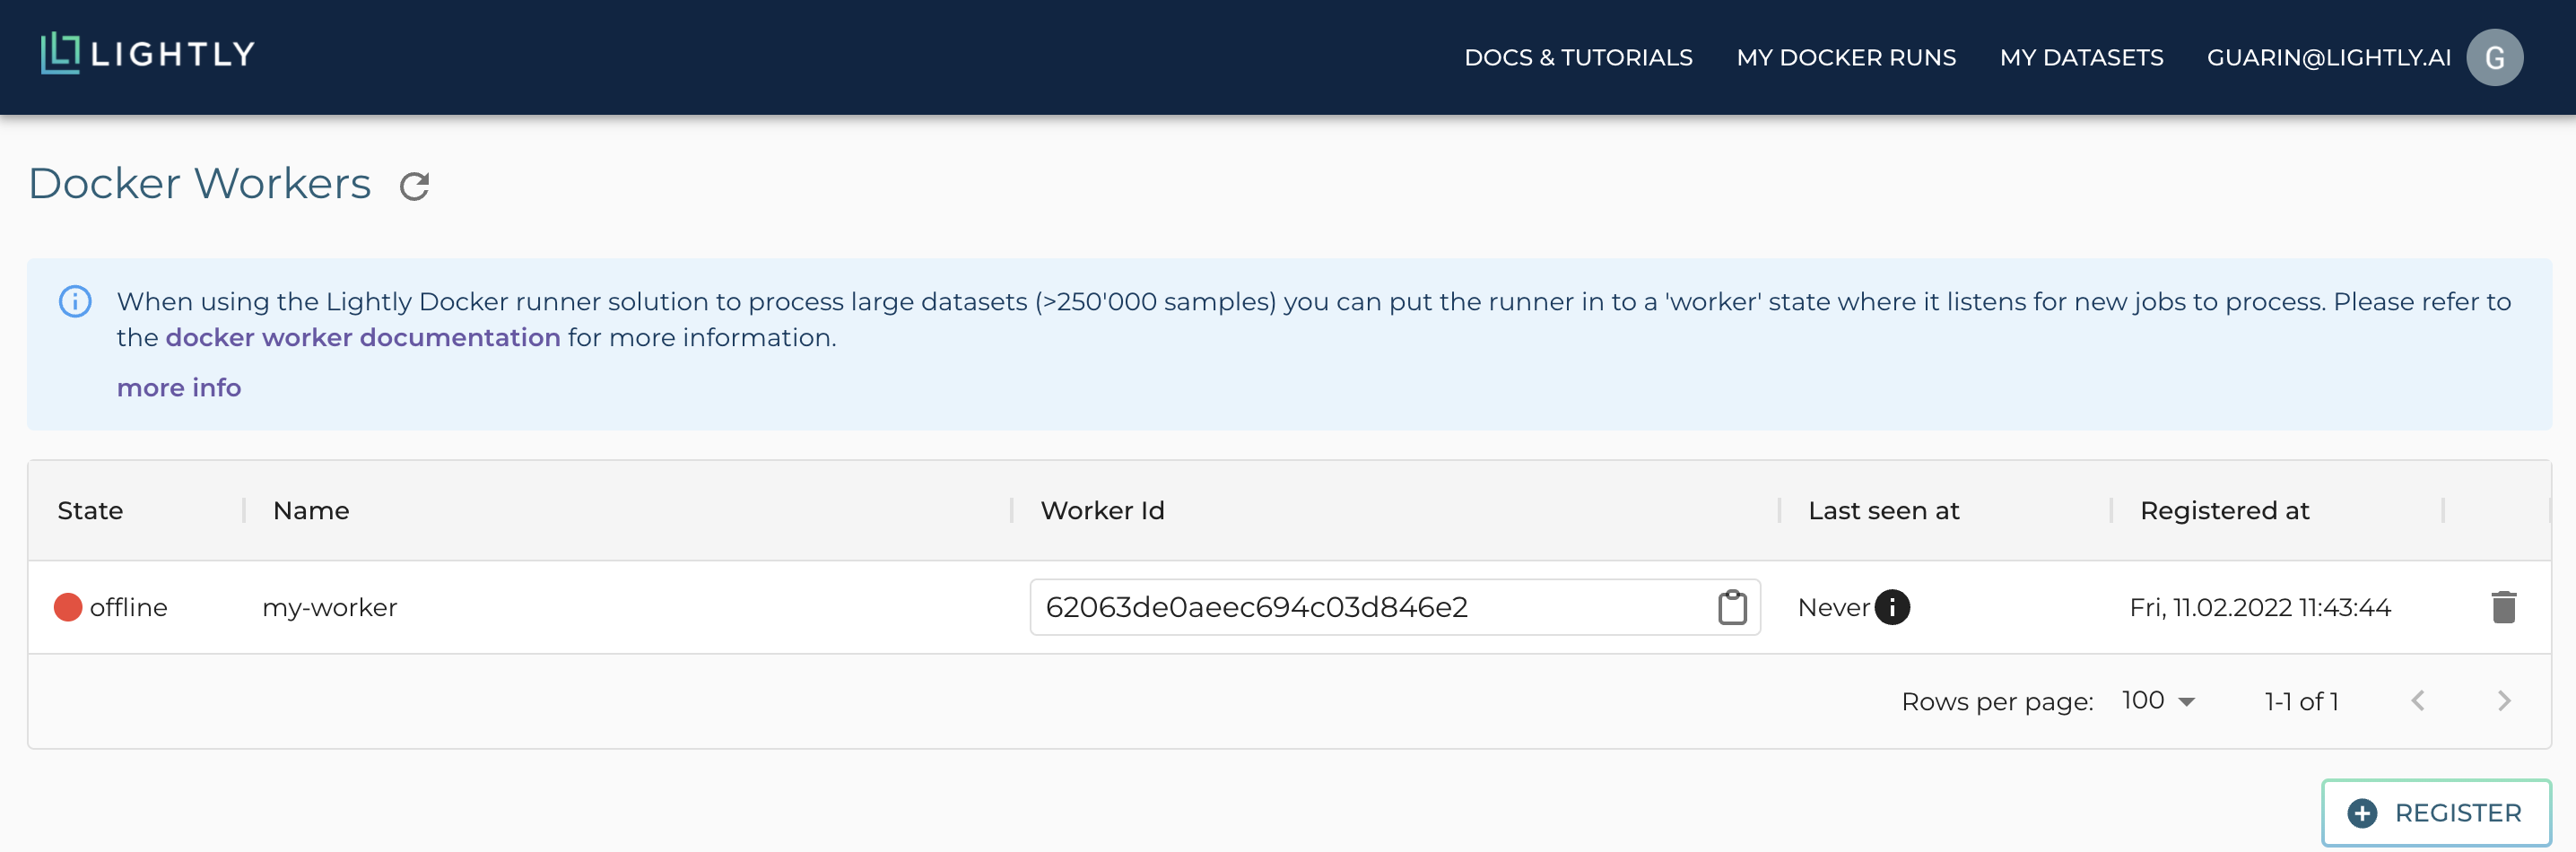 LIGHTLY
DOCS & TUTORIALS MY DOCKER RUNS MY DATASETS GUARIN@LIGHTLY.AI G
Docker Workers
When using the Lightly Docker runner solution to process large datasets (>250'000 samples) you can put the runner in to a 'worker' state where it listens for new jobs to process. Please refer to
the docker worker documentation for more information.
more info
State Name Worker Id Last seen at Registered at
offline my-worker 62063de0aeec694c03d846e2 Never Fri, 11.02.2022 11:43:44
Rows per page: 100 1-1 of 1
REGISTER